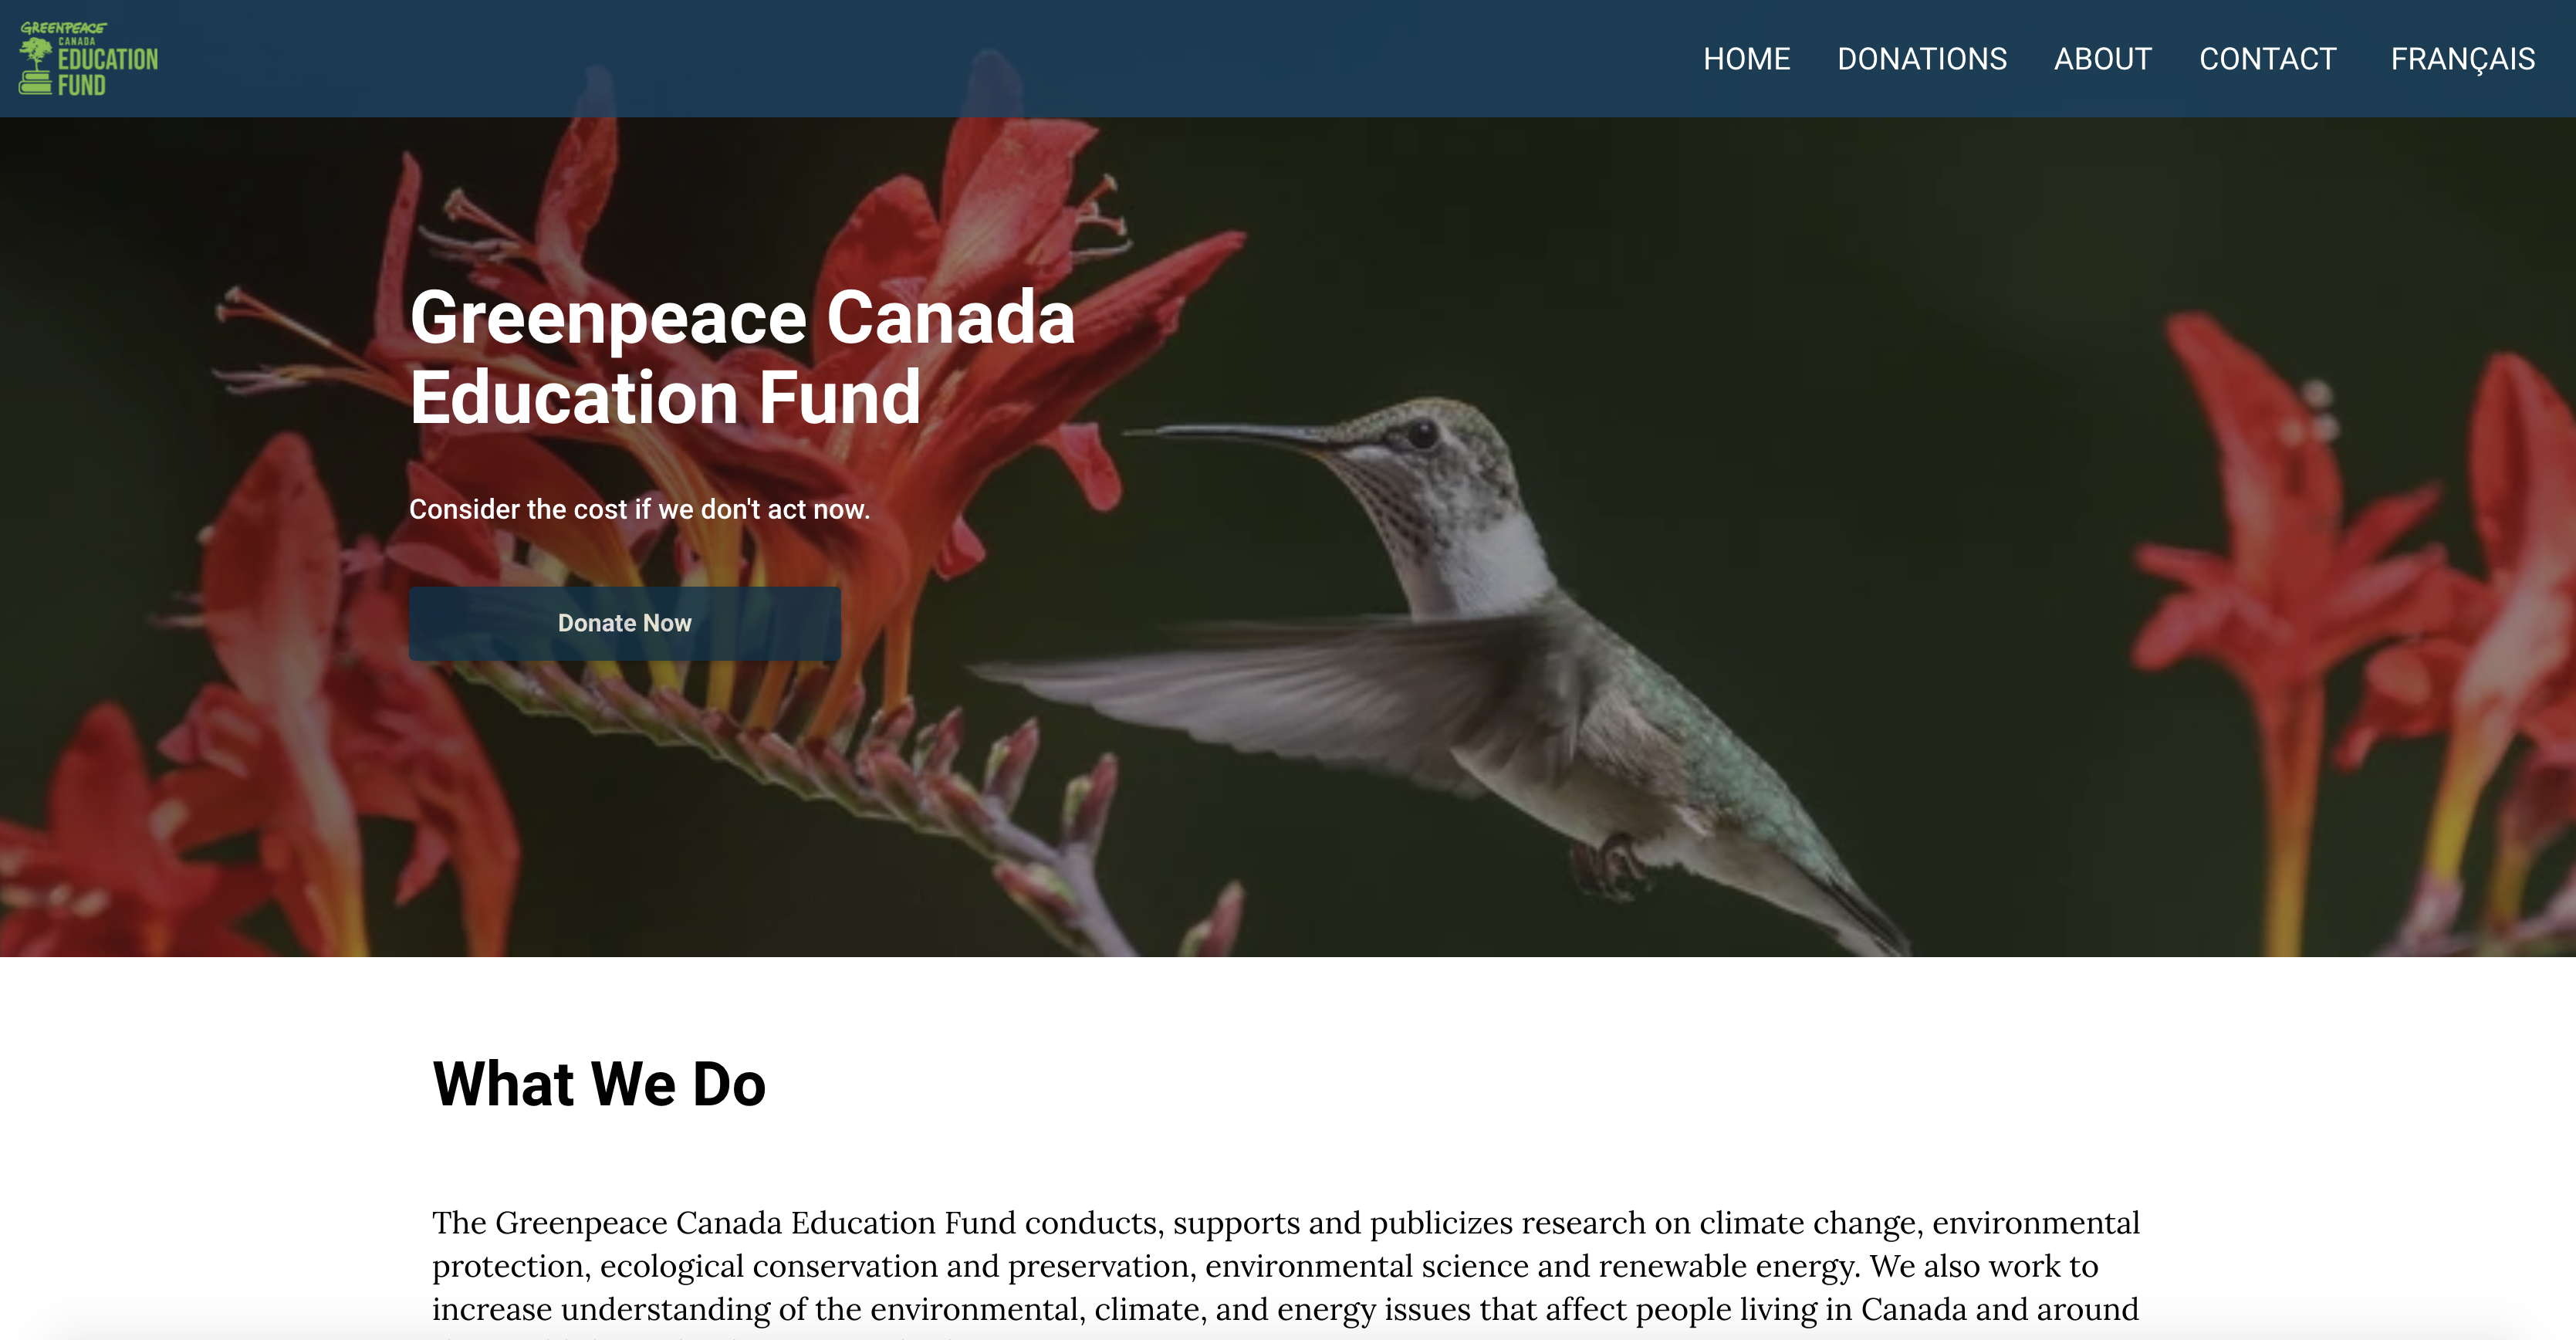 GREENPEACE
CANADA
EDUCATION
FUND
HOME DONATIONS ABOUT CONTACT FRANÇAIS
Greenpeace Canada
Education Fund
Consider the cost if we don't act now.
Donate Now
What We Do
The Greenpeace Canada Education Fund conducts, supports and publicizes research on climate change, environmental
protection, ecological conservation and preservation, environmental science and renewable energy. We also work to
increase understanding of the environmental, climate, and energy issues that affect people living in Canada and around